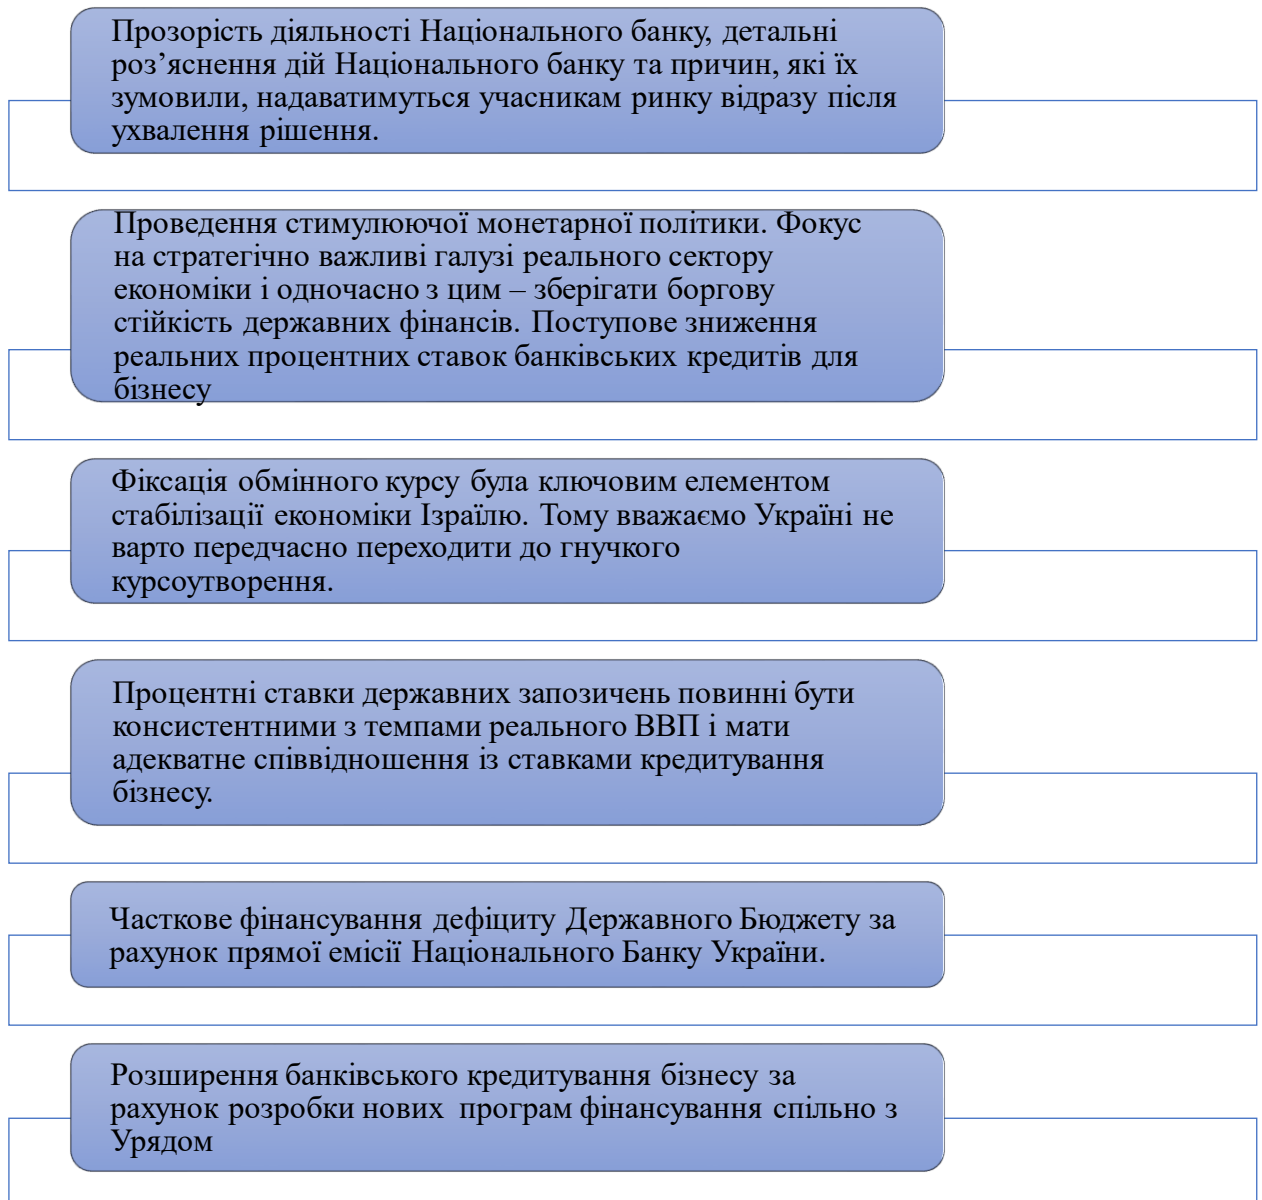 Прозорість діяльності Національного банку, детальні
роз’яснення дій Національного банку та причин, які їх
зумовили, надаватимуться учасникам ринку відразу після
ухвалення рішення.
Проведення стимулюючої монетарної політики. Фокус
на стратегічно важливі галузі реального сектору
економіки і одночасно з цим – зберігати боргову
стійкість державних фінансів. Поступове зниження
реальних процентних ставок банківських кредитів для
бізнесу
Фіксація обмінного курсу була ключовим елементом
стабілізації економіки Ізраїлю. Тому вважаємо Україні не
варто передчасно переходити до гнучкого
курсоутворення.
Процентні ставки державних запозичень повинні бути
консистентними з темпами реального ВВП і мати
адекватне співвідношення із ставками кредитування
бізнесу.
Часткове фінансування дефіциту Державного Бюджету за
рахунок прямої емісії Національного Банку України.
Розширення банківського кредитування бізнесу за
рахунок розробки нових  програм фінансування спільно з
Урядом